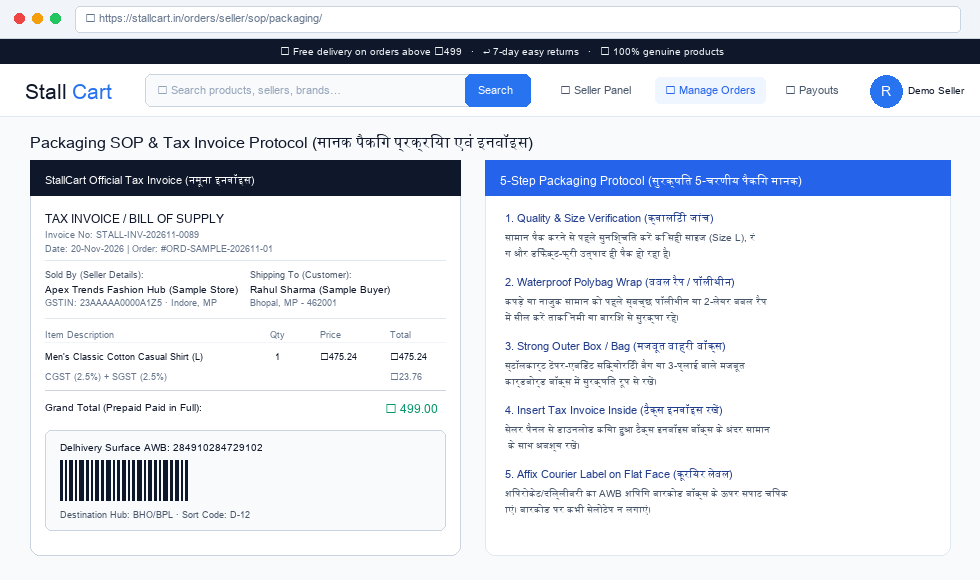 https://stallcart.in/orders/seller/sop/packaging/
Free delivery on orders above 499 · 7-day easy returns · 100% genuine products
Stall Cart
Search products, sellers, brands...
Search
Seller Panel
Manage Orders
Payouts
R
Demo Seller
Packaging SOP & Tax Invoice Protocol (मानक पैकिंग प्रक्रिया एवं इनवॉइस)
StallCart Official Tax Invoice (नमूना इनवॉइस)
TAX INVOICE / BILL OF SUPPLY
Invoice No: STALL-INV-202611-0089
Date: 20-Nov-2026 | Order: #ORD-SAMPLE-202611-01
Sold By (Seller Details): Shipping To (Customer):
Apex Trends Fashion Hub (Sample Store) Rahul Sharma (Sample Buyer)
GSTIN: 23AAAAA0000A1Z5 · Indore, MP Bhopal, MP - 462001
Item Description Qty Price Total
Men's Classic Cotton Casual Shirt (L) 1 475.24 475.24
CGST (2.5%) + SGST (2.5%) 23.76
Grand Total (Prepaid Paid in Full): 499.00
Delhivery Surface AWB: 284910284729102
Destination Hub: BHO/BPL · Sort Code: D-12
5-Step Packaging Protocol (सुरक्षित 5-चरणीय पैकिंग मानक)
1. Quality & Size Verification (क्वालिटी जांच)
सामान पैक करने से पहले सुनिश्चित करें कि सही साइज (Size L), रं
ग और डिफेक्ट-फ्री उत्पाद ही पैक हो रहा है।
2. Waterproof Polybag Wrap (बबल रैप / पॉलीथीन)
कपड़े या नाजुक सामान को पहले स्वच्छ पॉलीथीन या 2-लेयर बबल रैप
में सील करें ताकि नमी या बारिश से सुरक्षा रहे।
3. Strong Outer Box / Bag (मजबूत बाहरी बॉक्स)
स्टॉलकार्ट टेंपर-एविडेंट सिक्योरिटी बैग या 3-प्लाई वाले मजबूत
कार्डबोर्ड बॉक्स में सुरक्षित रूप से रखें।
4. Insert Tax Invoice Inside (टैक्स इनवॉइस रखें)
सेलर पैनल से डाउनलोड किया हुआ टैक्स इनवॉइस बॉक्स के अंदर सामान
के साथ अवश्य रखें।
5. Affix Courier Label on Flat Face (कूरियर लेबल)
शिपरोकेट/दिल्लीवरी का AWB शिपिंग बारकोड बॉक्स के ऊपर सपाट चिपक
ाएं। बारकोड पर कभी सेलोटेप न लगाएं।